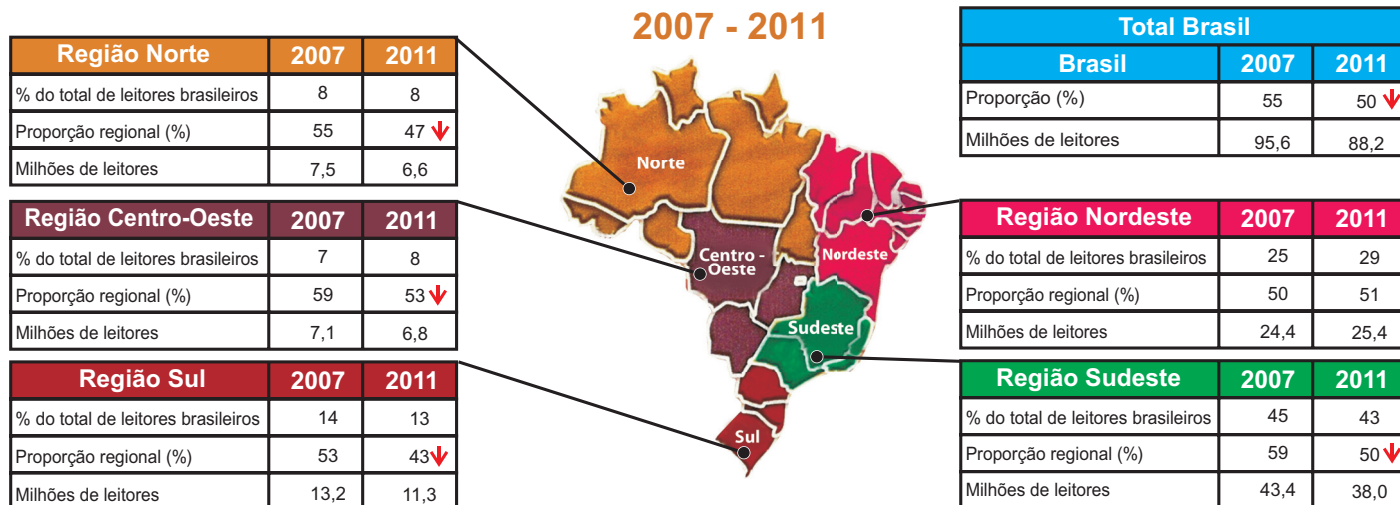 2007 - 2011
Região Norte 2007 2011
% do total de leitores brasileiros 8 8
Proporção regional (%) 55 47
Milhões de leitores 7,5 6,6
Região Centro-Oeste 2007 2011
% do total de leitores brasileiros 7 8
Proporção regional (%) 59 53
Milhões de leitores 7,1 6,8
Região Sul 2007 2011
% do total de leitores brasileiros 14 13
Proporção regional (%) 53 43
Milhões de leitores 13,2 11,3
Norte
Centro -
Oeste
Nordeste
Sudeste
Sul
Total Brasil
Brasil 2007 2011
Proporção (%) 55 50
Milhões de leitores 95,6 88,2
Região Nordeste 2007 2011
% do total de leitores brasileiros 25 29
Proporção regional (%) 50 51
Milhões de leitores 24,4 25,4
Região Sudeste 2007 2011
% do total de leitores brasileiros 45 43
Proporção regional (%) 59 50
Milhões de leitores 43,4 38,0